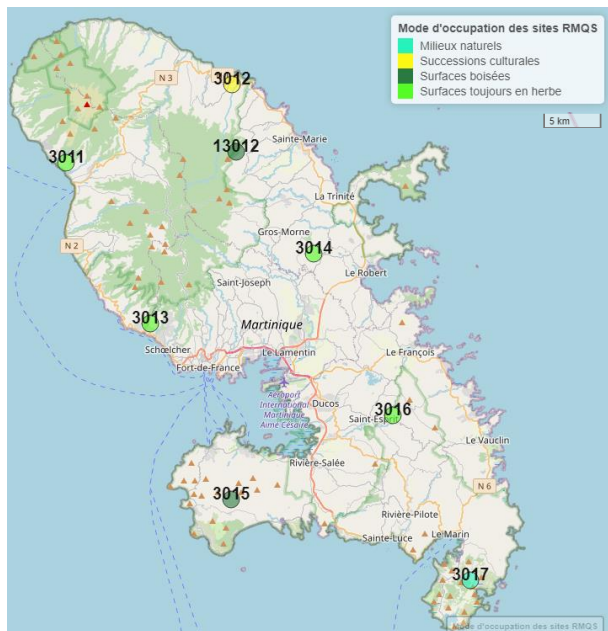 Mode d'occupation des sites RMQS
Milieux naturels
Successions culturales
Surfaces boisées
Surfaces toujours en herbe
5 km
N 3
3012
13012
Sainte-Marie
3011
La Trinité
Gros-Morne
N 2
3014
Le Robert
Saint-Joseph
3013
Martinique
Schœlcher
Le Lamentin
Le François
Fort-de-France
Aéroport
International
Martinique
Aimé Césaire
Ducos
3016
Saint-Es
Le Vauclin
Rivière-Salée
N 6
3015
Rivière-Pilote
Sainte-Luce
Le Marin
3017
Mode d'occupation des sites RMQS